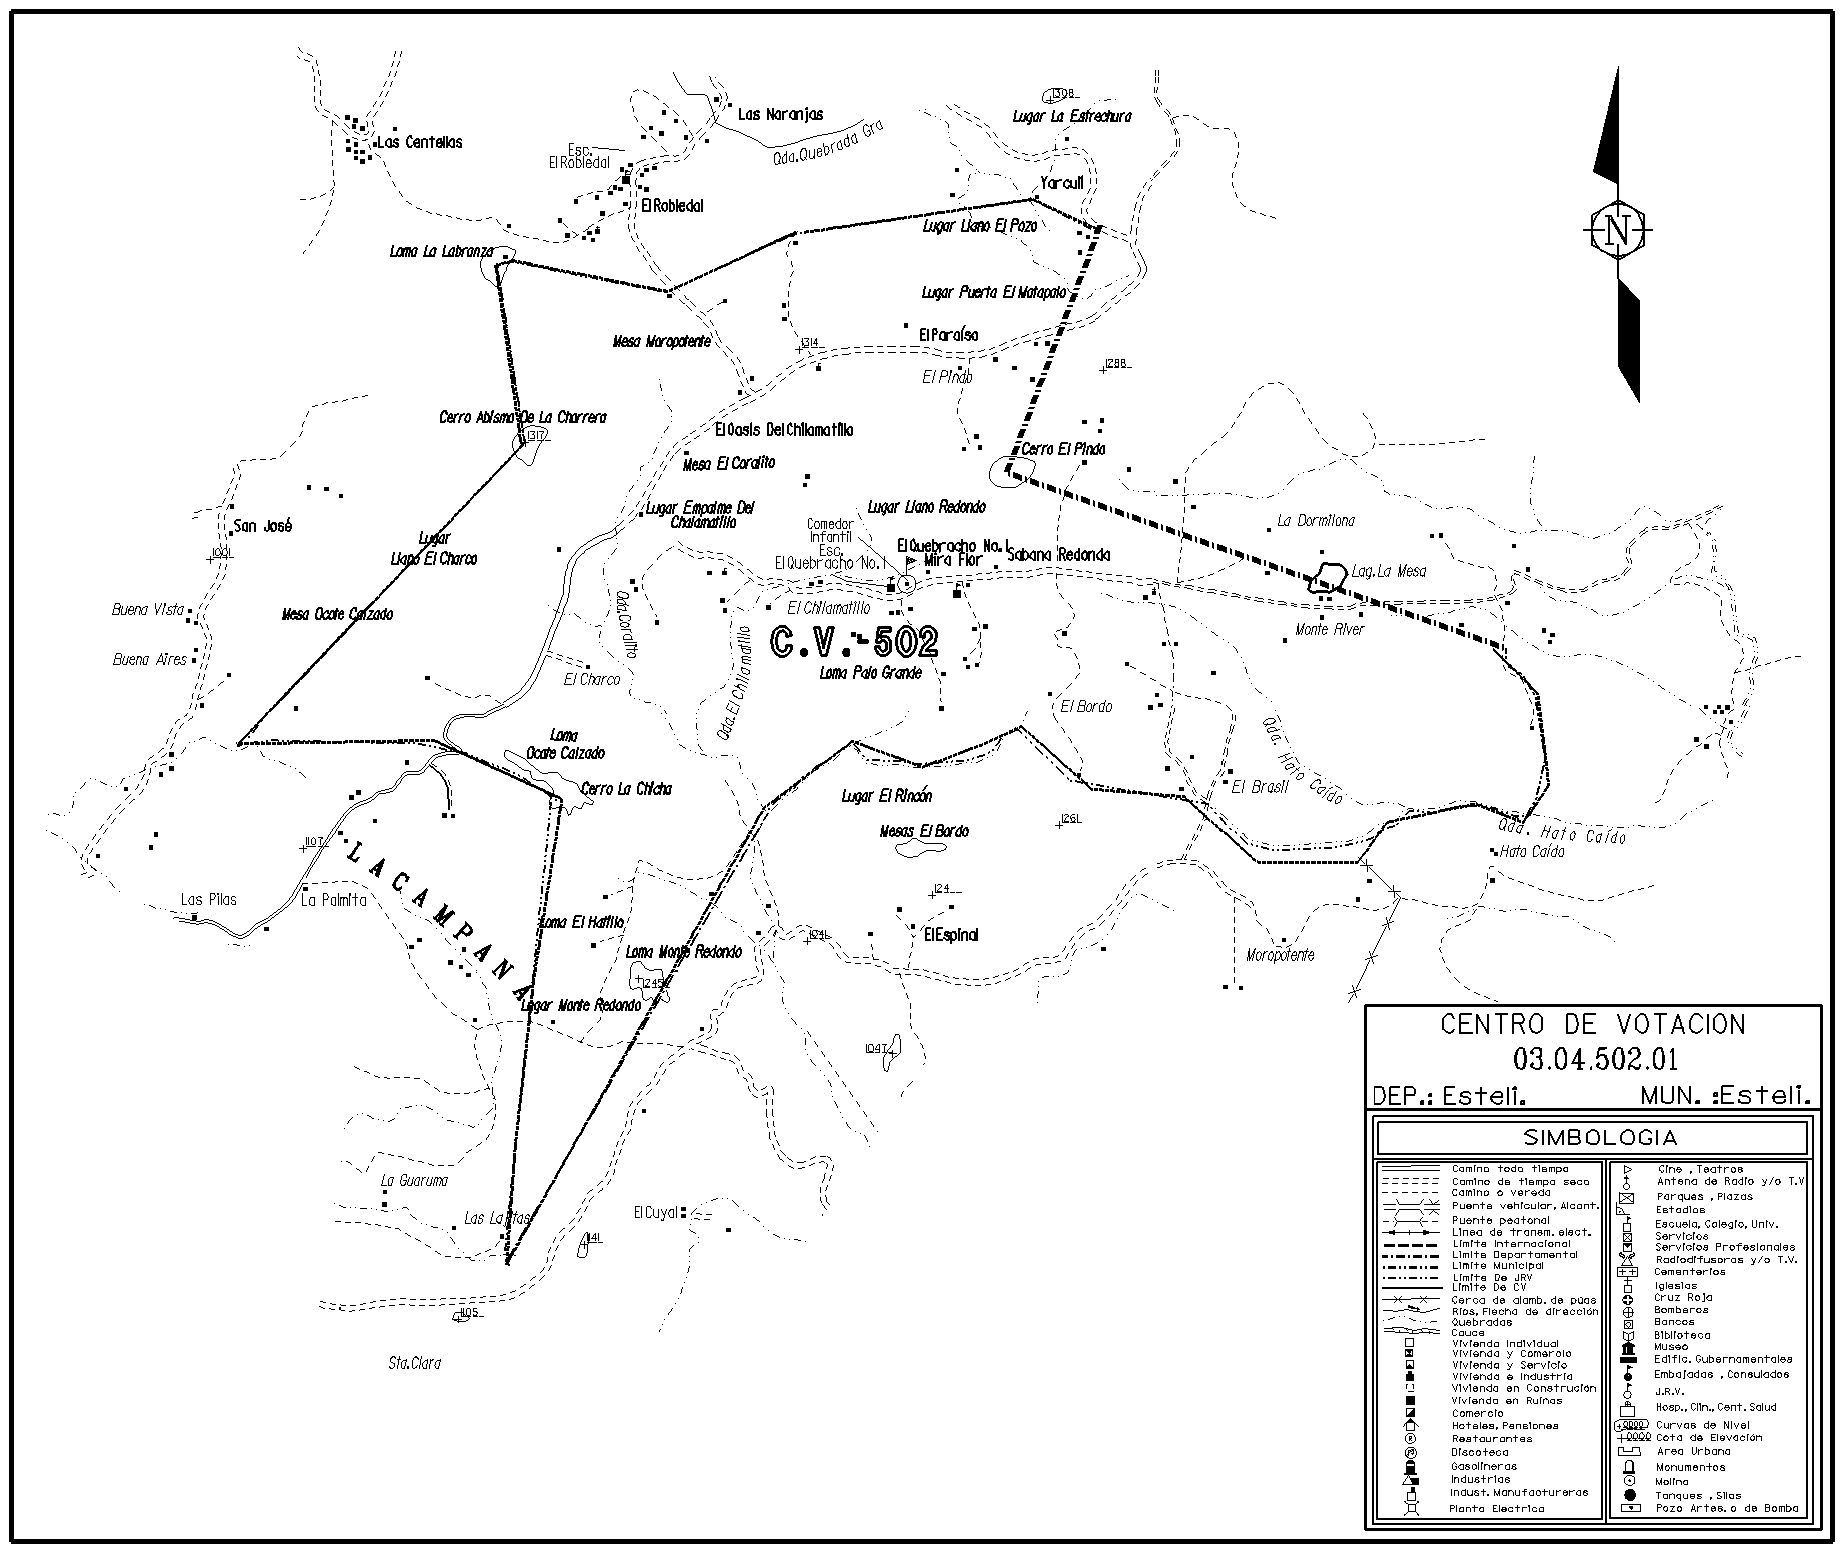 1308
Las Naranjas
Lugar La Estrechura
Las Centellas
Esc.
El Robledal
Qda. Quebrada Gra
Yarculi
El Robledal
Lugar Llano El Pozo
N
Loma La Labranza
Lugar Puerta El Matapalo
Mesa Moropotente
1314
El Paraíso
1288
El Pindo
Cerro Abismo De La Charrera
1317
El Oasis Del Chilamatillo
Cerro El Pindo
Mesa El Coralito
Lugar Empalme Del
Chalamatillo
Lugar Llano Redondo
La Dormilona
San José
Comedor
Infantil
Esc.
El Quebracho No. 1
El Quebracho No. 1
Mira Flor
Sabana Redonda
1001
Lugar
Llano El Charco
Lag. La Mesa
Buena Vista
Mesa Ocote Calzado
Qda. Coralito
El Chilamatillo
Monte River
C.V.:-502
Buena Aires
El Charco
Qda. El Chilamatillo
Loma Palo Grande
El Bordo
Qda. Hato Caído
Loma
Ocote Calzado
Cerro La Chicha
Lugar El Rincón
El Brasil
Mesas El Bordo
1261
Qda. Hato Caído
Hato Caído
1107
LA CAMPANA
Las Pilas
La Palmita
124
Loma El Hatillo
1241
El Espinal
Loma Monte Redondo
Moropotente
1245
Lugar Monte Redondo
1047
La Guaruma
Las Lajitas
El Cuyal
1141
1105
Sta. Clara
CENTRO DE VOTACION
03.04.502.01
DEP.: Estelí. MUN. :Estelí.
SIMBOLOGIA
Camino todo tiempo
Camino de tiempo seco
Camino o vereda
Puente vehicular, Alcant.
Puente peatonal
Linea de transm. elect.
Limite Internacional
Limite Departamental
Limite Municipal
Limite De JRV
Limite De CV
Cerca de alamb. de púas
Ríos, Flecha de dirección
Quebradas
Cauce
Vivienda Individual
Vivienda y Comercio
Vivienda y Servicio
Vivienda e Industria
Vivienda en Construción
Vivienda en Ruinas
Comercio
Hoteles, Pensiones
Restaurantes
Discoteca
Gasolineras
Industrias
Indust. Manufactureras
Planta Electrica
Cine , Teatros
Antena de Radio y/o T.V
Parques , Plazas
Estadios
Escuela, Colegio, Univ.
Servicios
Servicios Profesionales
Radiodifusoras y/o T.V.
Cementerios
Iglesias
Cruz Roja
Bomberos
Bancos
Biblioteca
Museo
Edific. Gubernamentales
Embajadas , Consulados
J.R.V.
Hosp., Clin., Cent. Salud
Curvas de Nivel
Cota de Elevación
Area Urbana
Monumentos
Molino
Tanques , Silos
Pozo Artes. o de Bomba